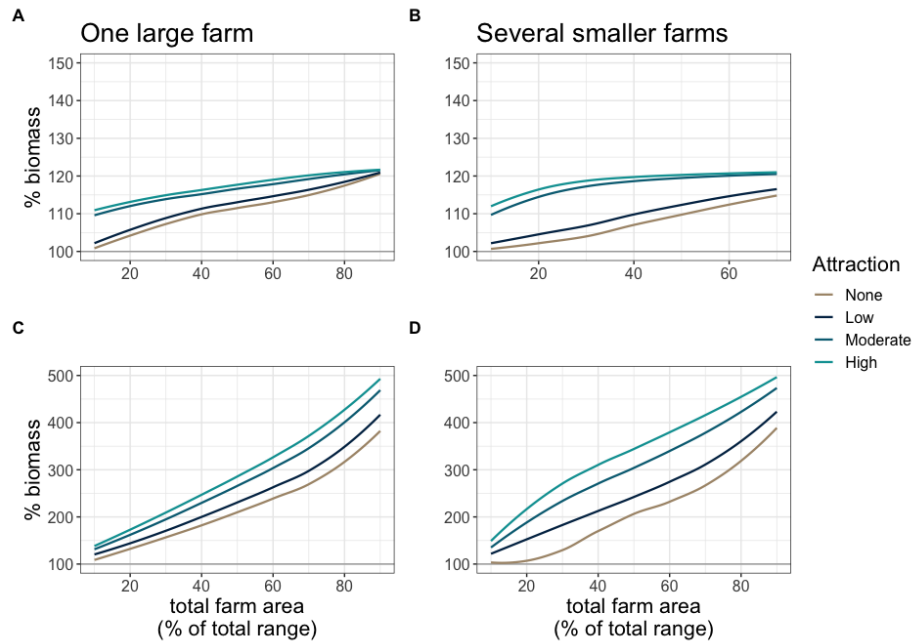 A
One large farm
B
Several smaller farms
150
140
130
120
110
100
% biomass
20
40
60
80
150
140
130
120
110
100
20
40
60
Attraction
None
Low
Moderate
High
C
D
500
400
300
200
100
% biomass
20
40
60
80
total farm area
(% of total range)
500
400
300
200
100
20
40
60
80
total farm area
(% of total range)